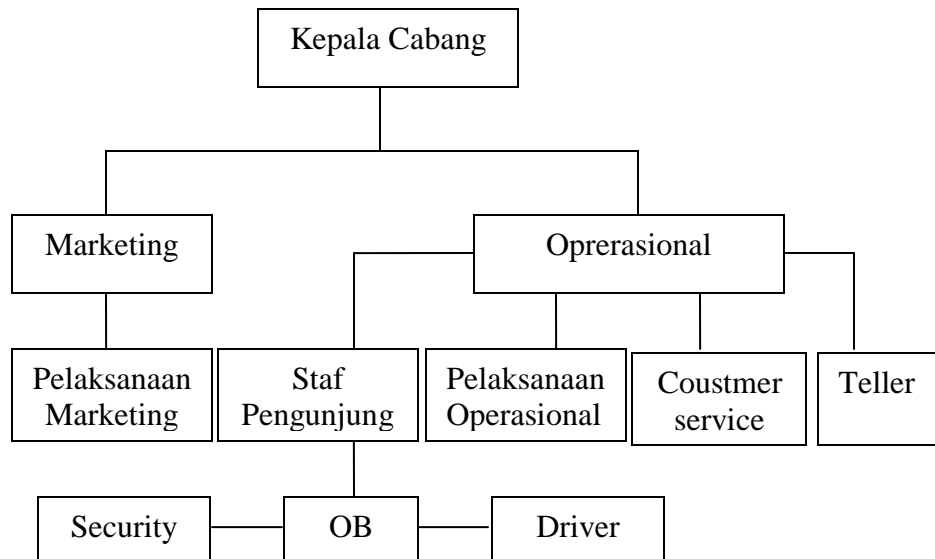 Kepala Cabang
Marketing
Oprerasional
Pelaksanaan
Marketing
Staf
Pengunjung
Pelaksanaan
Operasional
Coustmer
service
Teller
Security
OB
Driver